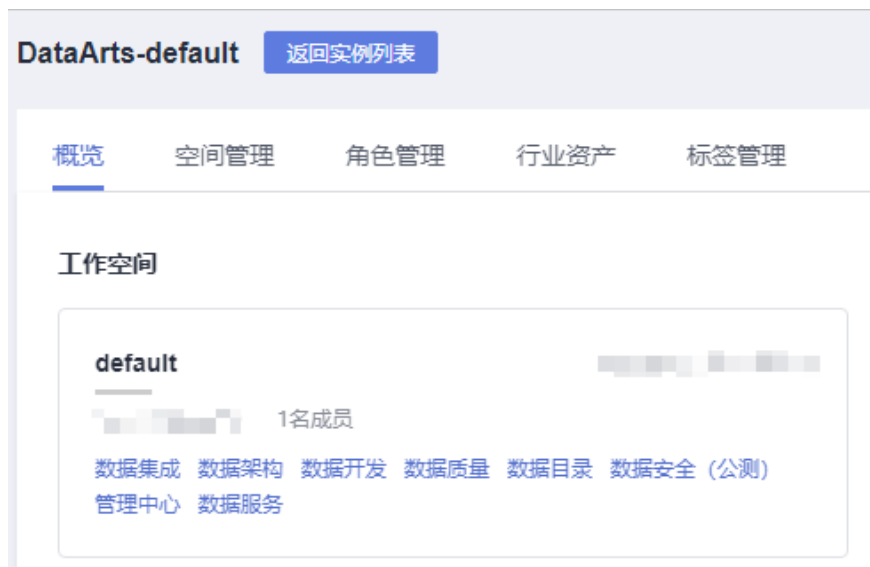 DataArts-default 返回实例列表
概览 空间管理 角色管理 行业资产 标签管理
工作空间
default
1名成员
数据集成 数据架构 数据开发 数据质量 数据目录 数据安全（公测）
管理中心 数据服务